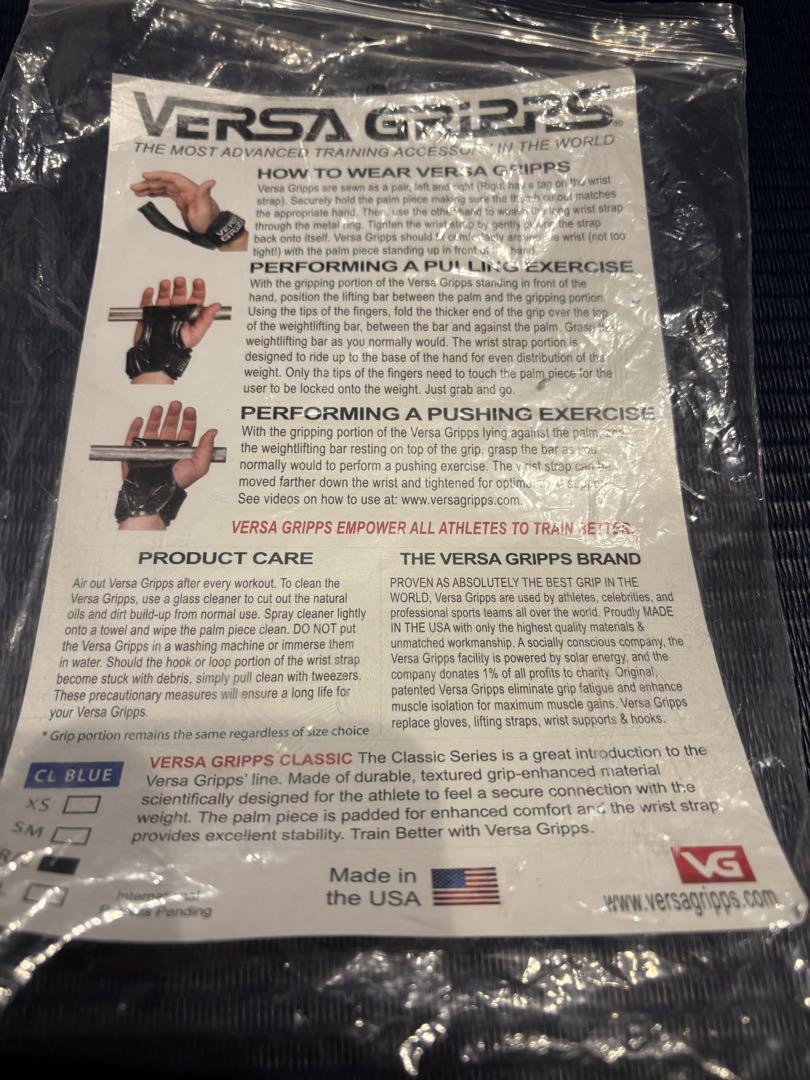 VERSA GRIPPS®
THE MOST ADVANCED TRAINING ACCESSORY IN THE WORLD
HOW TO WEAR VERSA GRIPPS
Versa Gripps are sewn as a pair, left and right (Right has a tag on the wrist
strap). Securely hold the palm piece making sure the thumb cutout matches
the appropriate hand. Then, use the other hand to weave the long wrist strap
through the metal ring. Tighten the wrist strap by gently the strap
back onto itself. Versa Gripps should fit comfortably around the wrist (not too
tight!) with the palm piece standing up in front of the hand.
PERFORMING A PULLING EXERCISE
With the gripping portion of the Versa Gripps standing in front of the
hand, position the lifting bar between the palm and the gripping portion.
Using the tips of the fingers, fold the thicker end of the grip over the top
of the weightlifting bar, between the bar and against the palm. Grasp the
weightlifting bar as you normally would. The wrist strap portion is
designed to ride up to the base of the hand for even distribution of the
weight. Only the tips of the fingers need to touch the palm piece for the
user to be locked onto the weight. Just grab and go.
PERFORMING A PUSHING EXERCISE
With the gripping portion of the Versa Gripps lying against the palm, and
the weightlifting bar resting on top of the grip, grasp the bar as you
normally would to perform a pushing exercise. The wrist strap can be
moved farther down the wrist and tightened for
See videos on how to use at: www.versagripps.com.
VERSA GRIPPS EMPOWER ALL ATHLETES TO TRAIN BETTER.
PRODUCT CARE
Air out Versa Gripps after every workout. To clean the
Versa Gripps, use a glass cleaner to cut out the natural
oils and dirt build-up from normal use. Spray cleaner lightly
onto a towel and wipe the palm piece clean. DO NOT put
the Versa Gripps in a washing machine or immerse them
in water. Should the hook or loop portion of the wrist strap
become stuck with debris, simply pull clean with tweezers.
These precautionary measures will ensure a long life for
your Versa Gripps.
* Grip portion remains the same regardless of size choice
THE VERSA GRIPPS BRAND
PROVEN AS ABSOLUTELY THE BEST GRIP IN THE
WORLD, Versa Gripps are used by athletes, celebrities, and
professional sports teams all over the world. Proudly MADE
IN THE USA with only the highest quality materials &
unmatched workmanship. A socially conscious company, the
Versa Gripps facility is powered by solar energy, and the
company donates 1% of all profits to charity. Original,
patented Versa Gripps eliminate grip fatigue and enhance
muscle isolation for maximum muscle gains. Versa Gripps
replace gloves, lifting straps, wrist supports & hooks.
VERSA GRIPPS CLASSIC The Classic Series is a great introduction to the
Versa Gripps' line. Made of durable, textured grip-enhanced material
scientifically designed for the athlete to feel a secure connection with the
weight. The palm piece is padded for enhanced comfort and the wrist strap
provides excellent stability. Train Better with Versa Gripps.
CL BLUE
XS
SM
International
Patents Pending
Made in
the USA
VG
www.versagripps.com